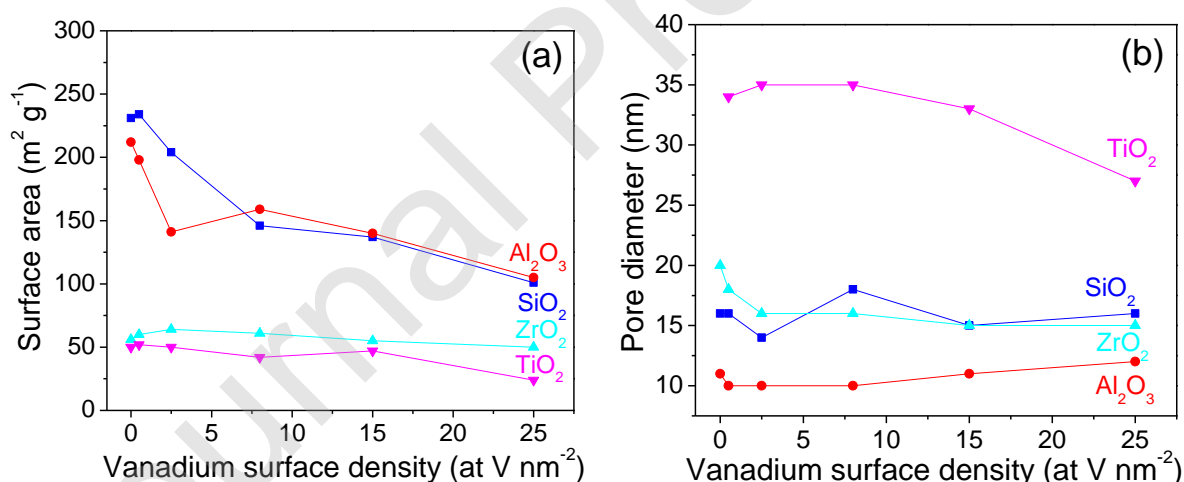 (a)
Surface area (m² g⁻¹)
300
250
200
150
100
50
0
Al₂O₃
SiO₂
ZrO₂
TiO₂
0 5 10 15 20 25
Vanadium surface density (at V nm⁻²)
(b)
Pore diameter (nm)
40
35
30
25
20
15
10
TiO₂
SiO₂
ZrO₂
Al₂O₃
0 5 10 15 20 25
Vanadium surface density (at V nm⁻²)
urnal Pr